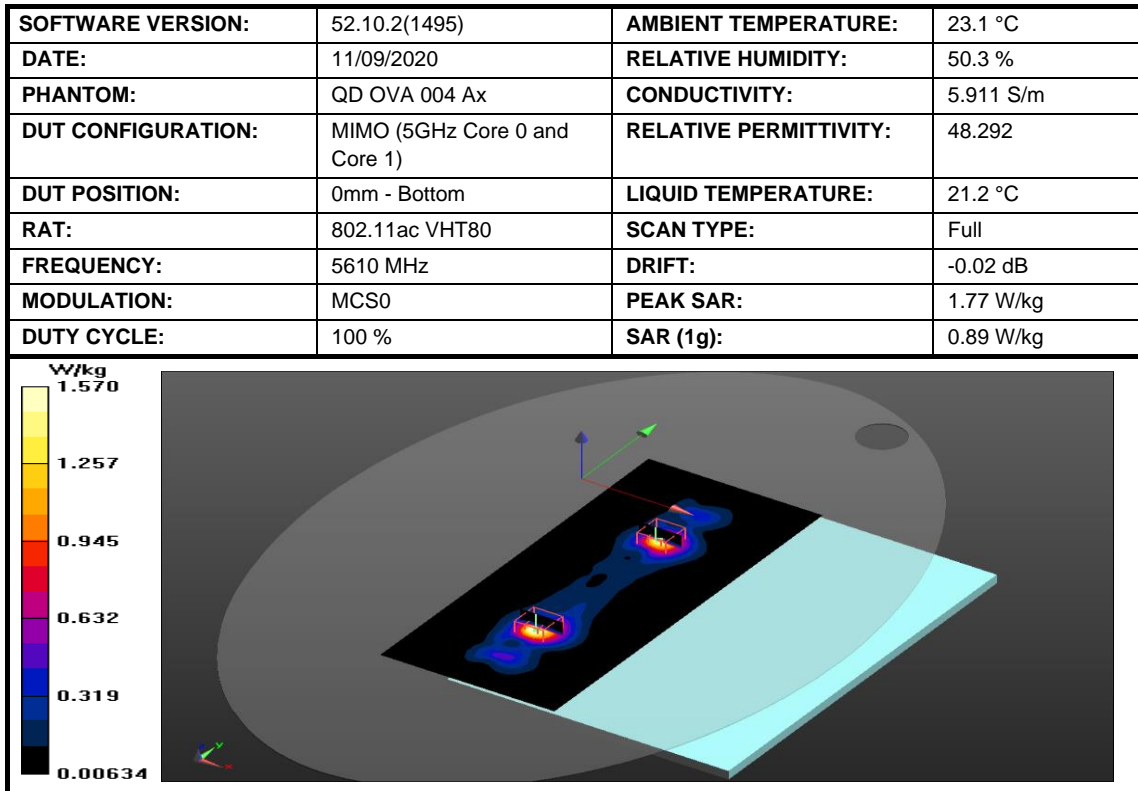 SOFTWARE VERSION: 52.10.2(1495) AMBIENT TEMPERATURE: 23.1 °C
DATE: 11/09/2020 RELATIVE HUMIDITY: 50.3 %
PHANTOM: QD OVA 004 Ax CONDUCTIVITY: 5.911 S/m
DUT CONFIGURATION: MIMO (5GHz Core 0 and RELATIVE PERMITTIVITY: 48.292
Core 1)
DUT POSITION: 0mm - Bottom LIQUID TEMPERATURE: 21.2 °C
RAT: 802.11ac VHT80 SCAN TYPE: Full
FREQUENCY: 5610 MHz DRIFT: -0.02 dB
MODULATION: MCS0 PEAK SAR: 1.77 W/kg
DUTY CYCLE: 100 % SAR (1g): 0.89 W/kg
W/kg
1.570
1.257
0.945
0.632
0.319
0.00634